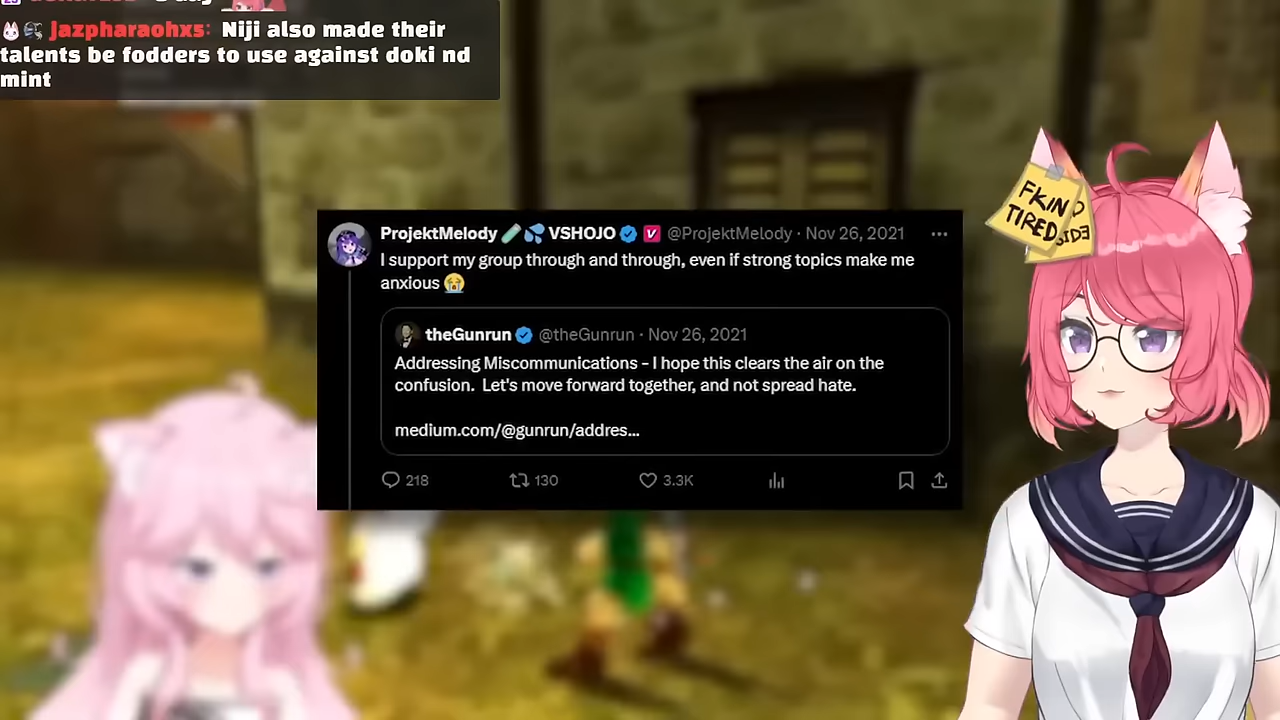 Jazpharaohxs: Niji also made their
talents be fodders to use against doki nd
mint
ProjektMelody 🧪💦 VSHOJO @ProjektMelody · Nov 26, 2021
I support my group through and through, even if strong topics make me
anxious 😭
theGunrun @theGunrun · Nov 26, 2021
Addressing Miscommunications – I hope this clears the air on the
confusion. Let's move forward together, and not spread hate.
medium.com/@gunrun/addres...
218 130 3.3K
FKIN
TIRED